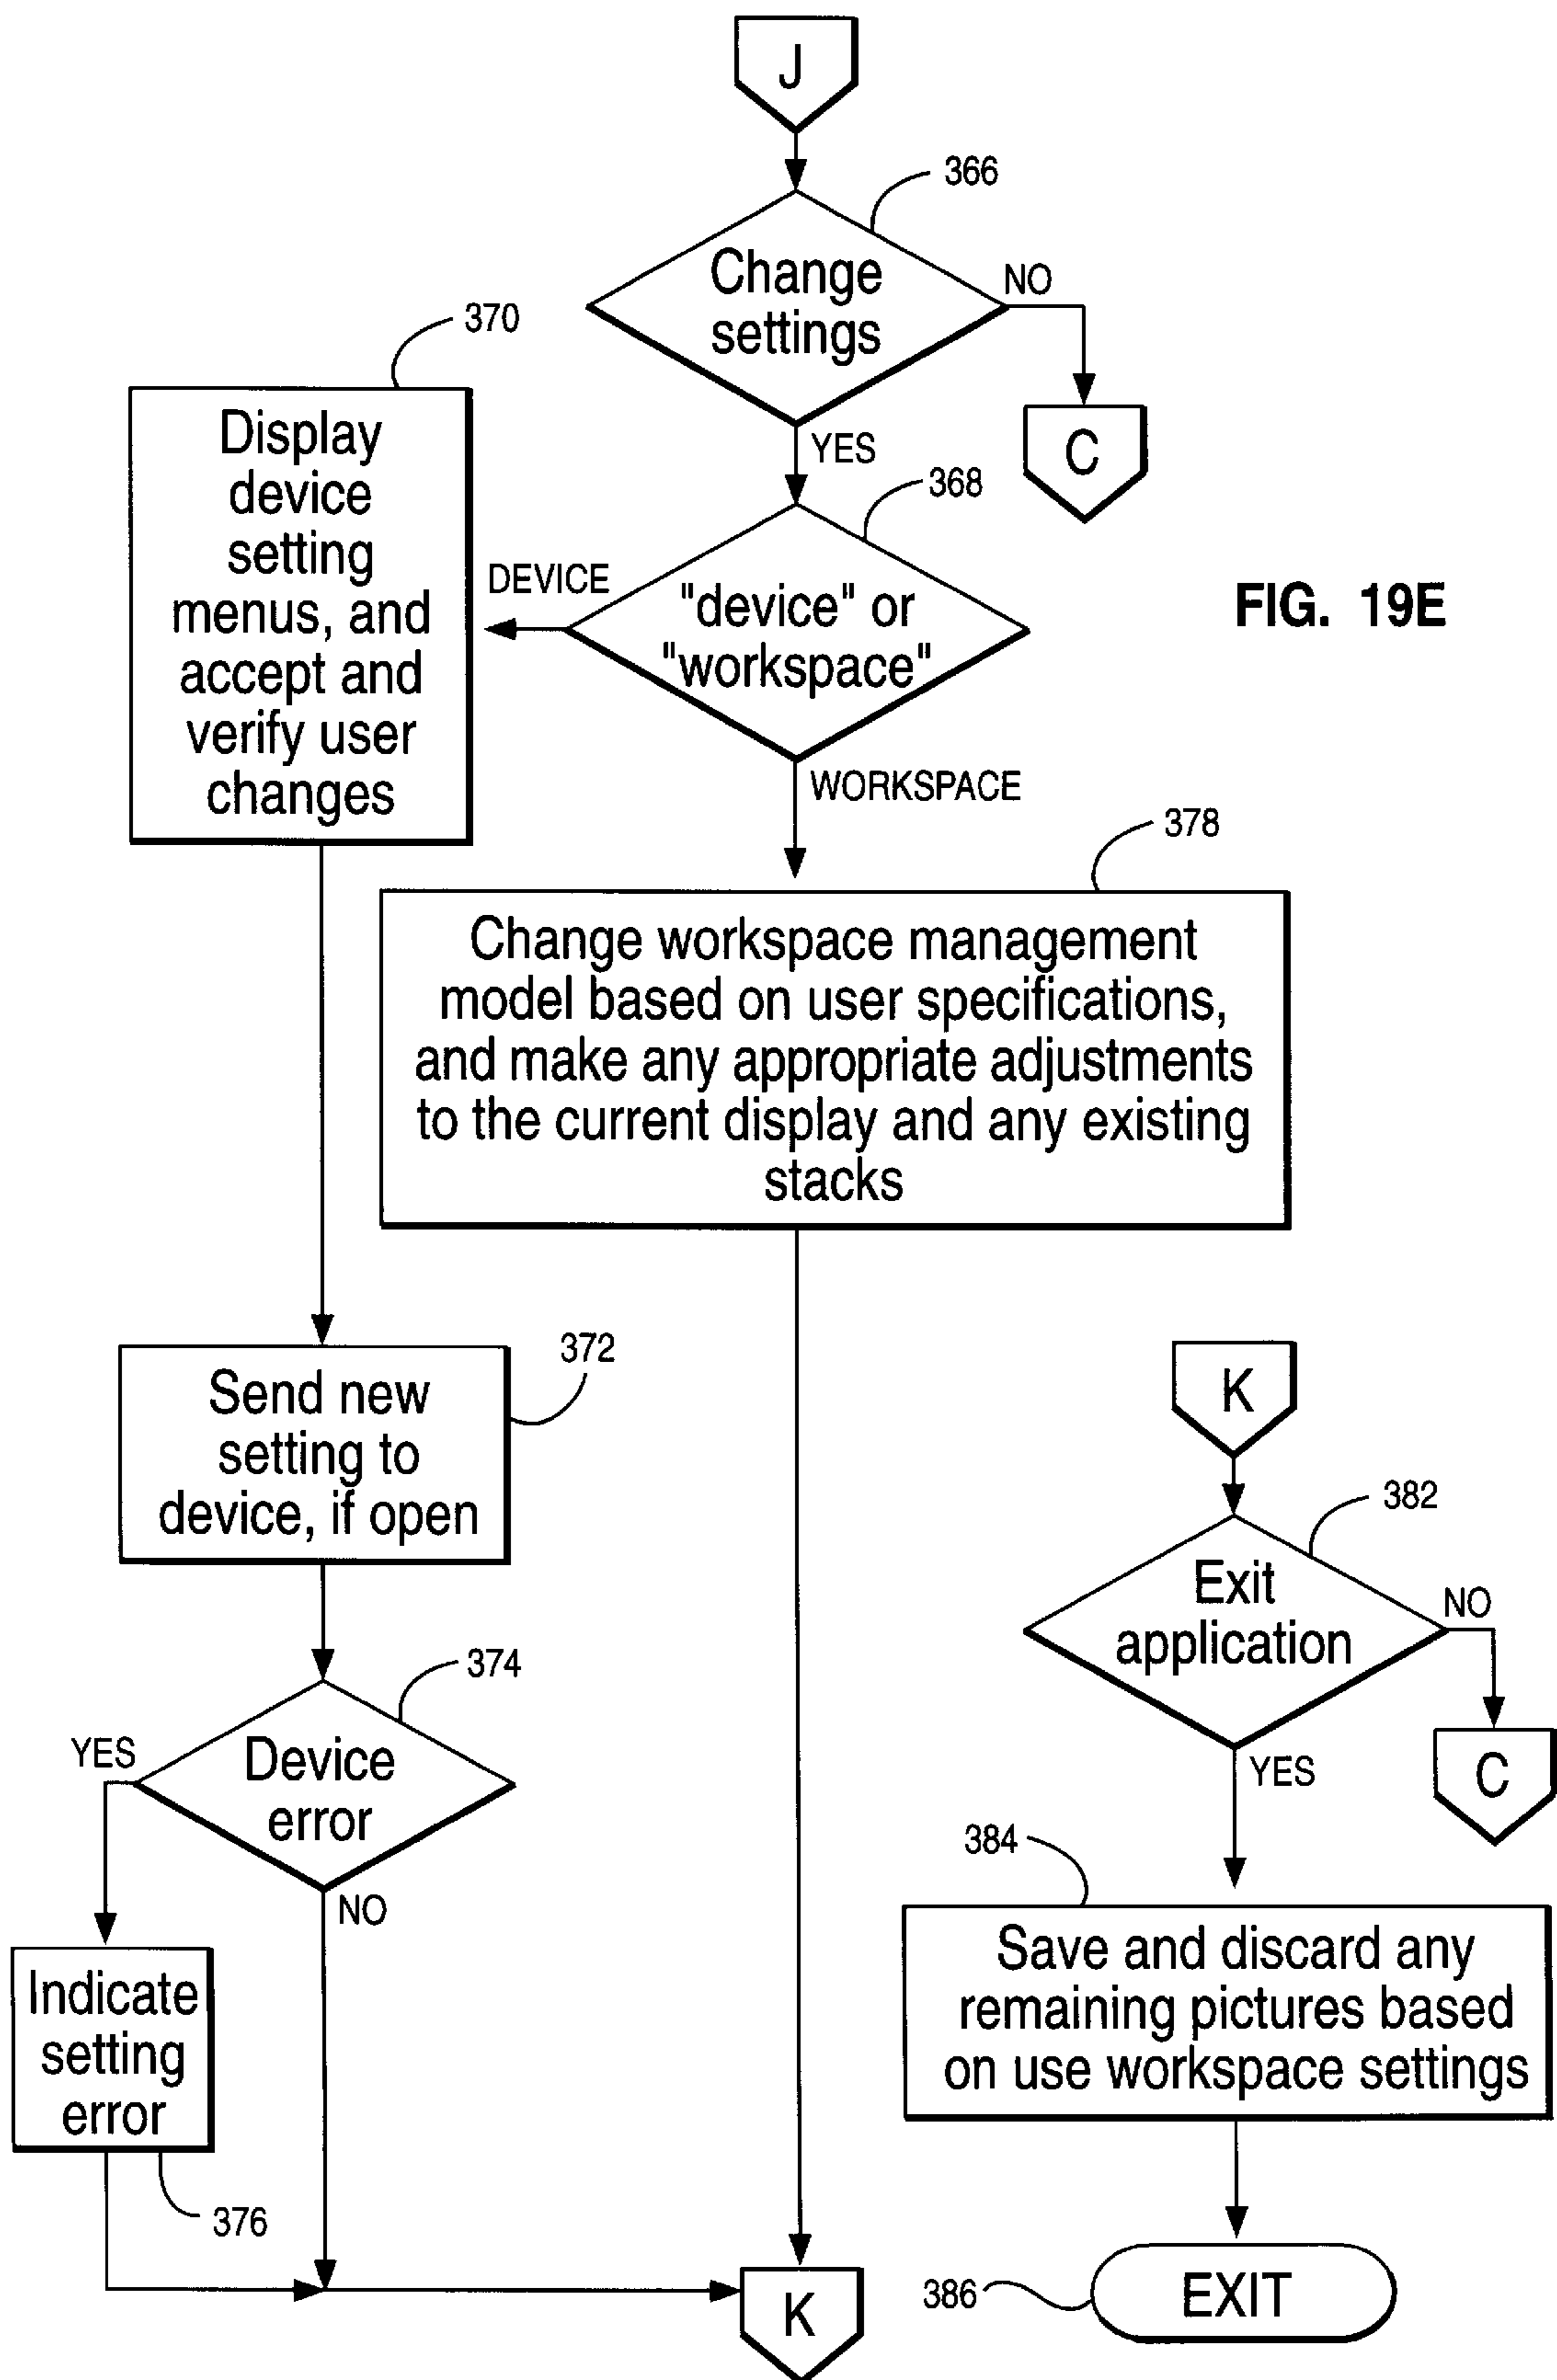 J
366
Change
settings
NO
C
YES
370
Display
device
setting
menus, and
accept and
verify user
changes
368
DEVICE
"device" or
"workspace"
FIG. 19E
WORKSPACE
378
Change workspace management
model based on user specifications,
and make any appropriate adjustments
to the current display and any existing
stacks
372
Send new
setting to
device, if open
374
YES
Device
error
NO
Indicate
setting
error
376
K
K
382
Exit
application
NO
C
YES
384
Save and discard any
remaining pictures based
on use workspace settings
386
EXIT